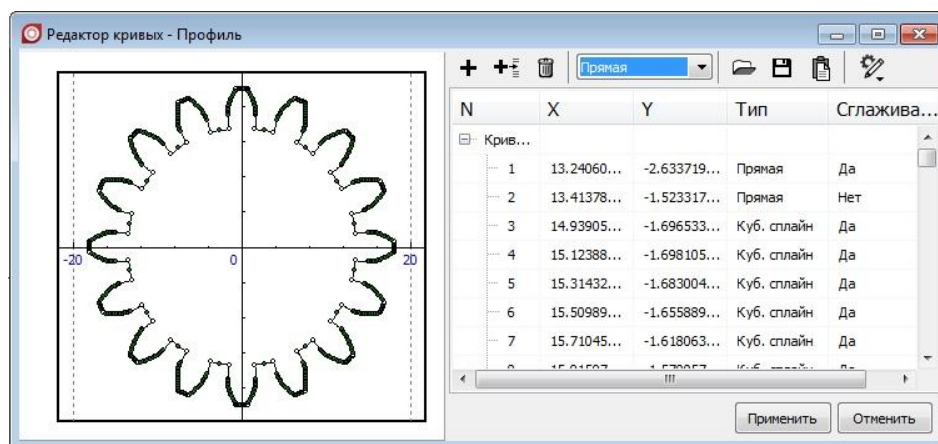 Редактор кривых - Профиль
Прямая
N X Y Тип Сглажива...
Крив...
1 13.24060... -2.633719... Прямая Да
2 13.41378... -1.523317... Прямая Нет
3 14.93905... -1.696533... Куб. сплайн Да
4 15.12388... -1.698105... Куб. сплайн Да
5 15.31432... -1.683004... Куб. сплайн Да
6 15.50989... -1.655889... Куб. сплайн Да
7 15.71045... -1.618063... Куб. сплайн Да
-20 0 20
Применить Отменить